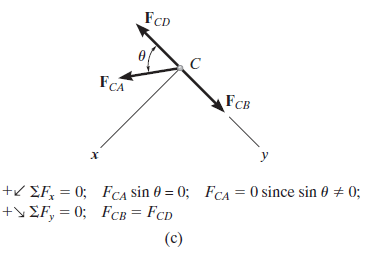 F_CD
θ
C
F_CA
F_CB
x
y
+↙ ΣF_x = 0; F_CA sin θ = 0; F_CA = 0 since sin θ ≠ 0;
+↘ ΣF_y = 0; F_CB = F_CD
(c)